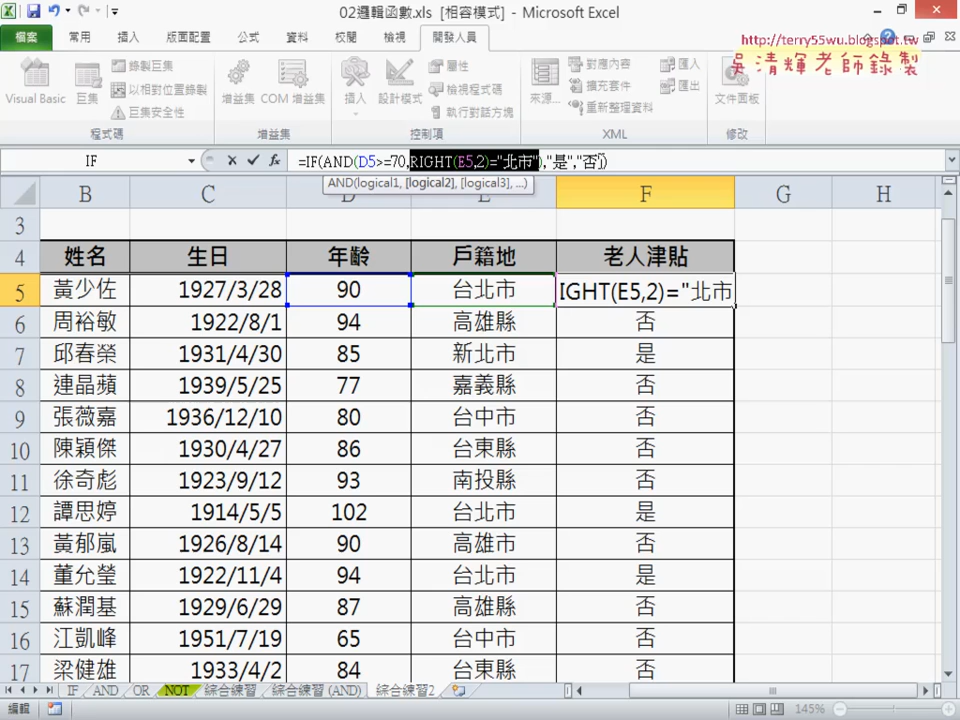 02邏輯函數.xls [相容模式] - Microsoft Excel
檔案 常用 插入 版面配置 公式 資料 校閱 檢視 開發人員
http://terry55wu.blogspot.tw
吳清輝老師錄製
Visual Basic 巨集 錄製巨集 以相對位置錄製 巨集安全性
增益集 COM 增益集
插入 設計模式 屬性 檢視程式碼 執行對話方塊
來源... 對應內容 擴充套件 重新整理資料 匯入 匯出
文件面板
程式碼 增益集 控制項 XML 修改
IF =IF(AND(D5>=70,RIGHT(E5,2)="北市"),"是","否"))
AND(logical1, [logical2], [logical3], ...)
B C D E F G H
3
4 姓名 生日 年齡 戶籍地 老人津貼
5 黃少佐 1927/3/28 90 台北市 IGHT(E5,2)="北市
6 周裕敏 1922/8/1 94 高雄縣 否
7 邱春榮 1931/4/30 85 新北市 是
8 連晶蘋 1939/5/25 77 嘉義縣 否
9 張薇嘉 1936/12/10 80 台中市 否
10 陳穎傑 1930/4/27 86 台東縣 否
11 徐奇彪 1923/9/12 93 南投縣 否
12 譚思婷 1914/5/5 102 台北市 是
13 黃郁嵐 1926/8/14 90 高雄市 否
14 董允瑩 1922/11/4 94 台北市 是
15 蘇潤基 1929/6/29 87 高雄縣 否
16 江凱峰 1951/7/19 65 台中市 否
17 梁健雄 1933/4/2 84 台東縣 否
IF AND OR NOT 綜合練習 綜合練習 (AND) 綜合練習2
編輯 145%